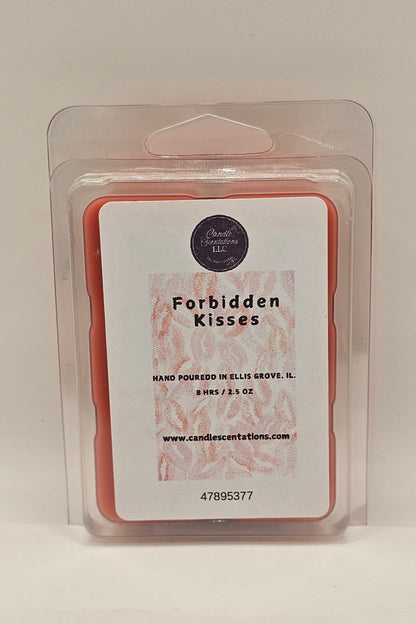 Candle
Scentations
LLC
Forbidden
Kisses
HAND POUREDD IN ELLIS GROVE, IL.
8 HRS / 2.5 OZ
www.candlescentations.com
47895377